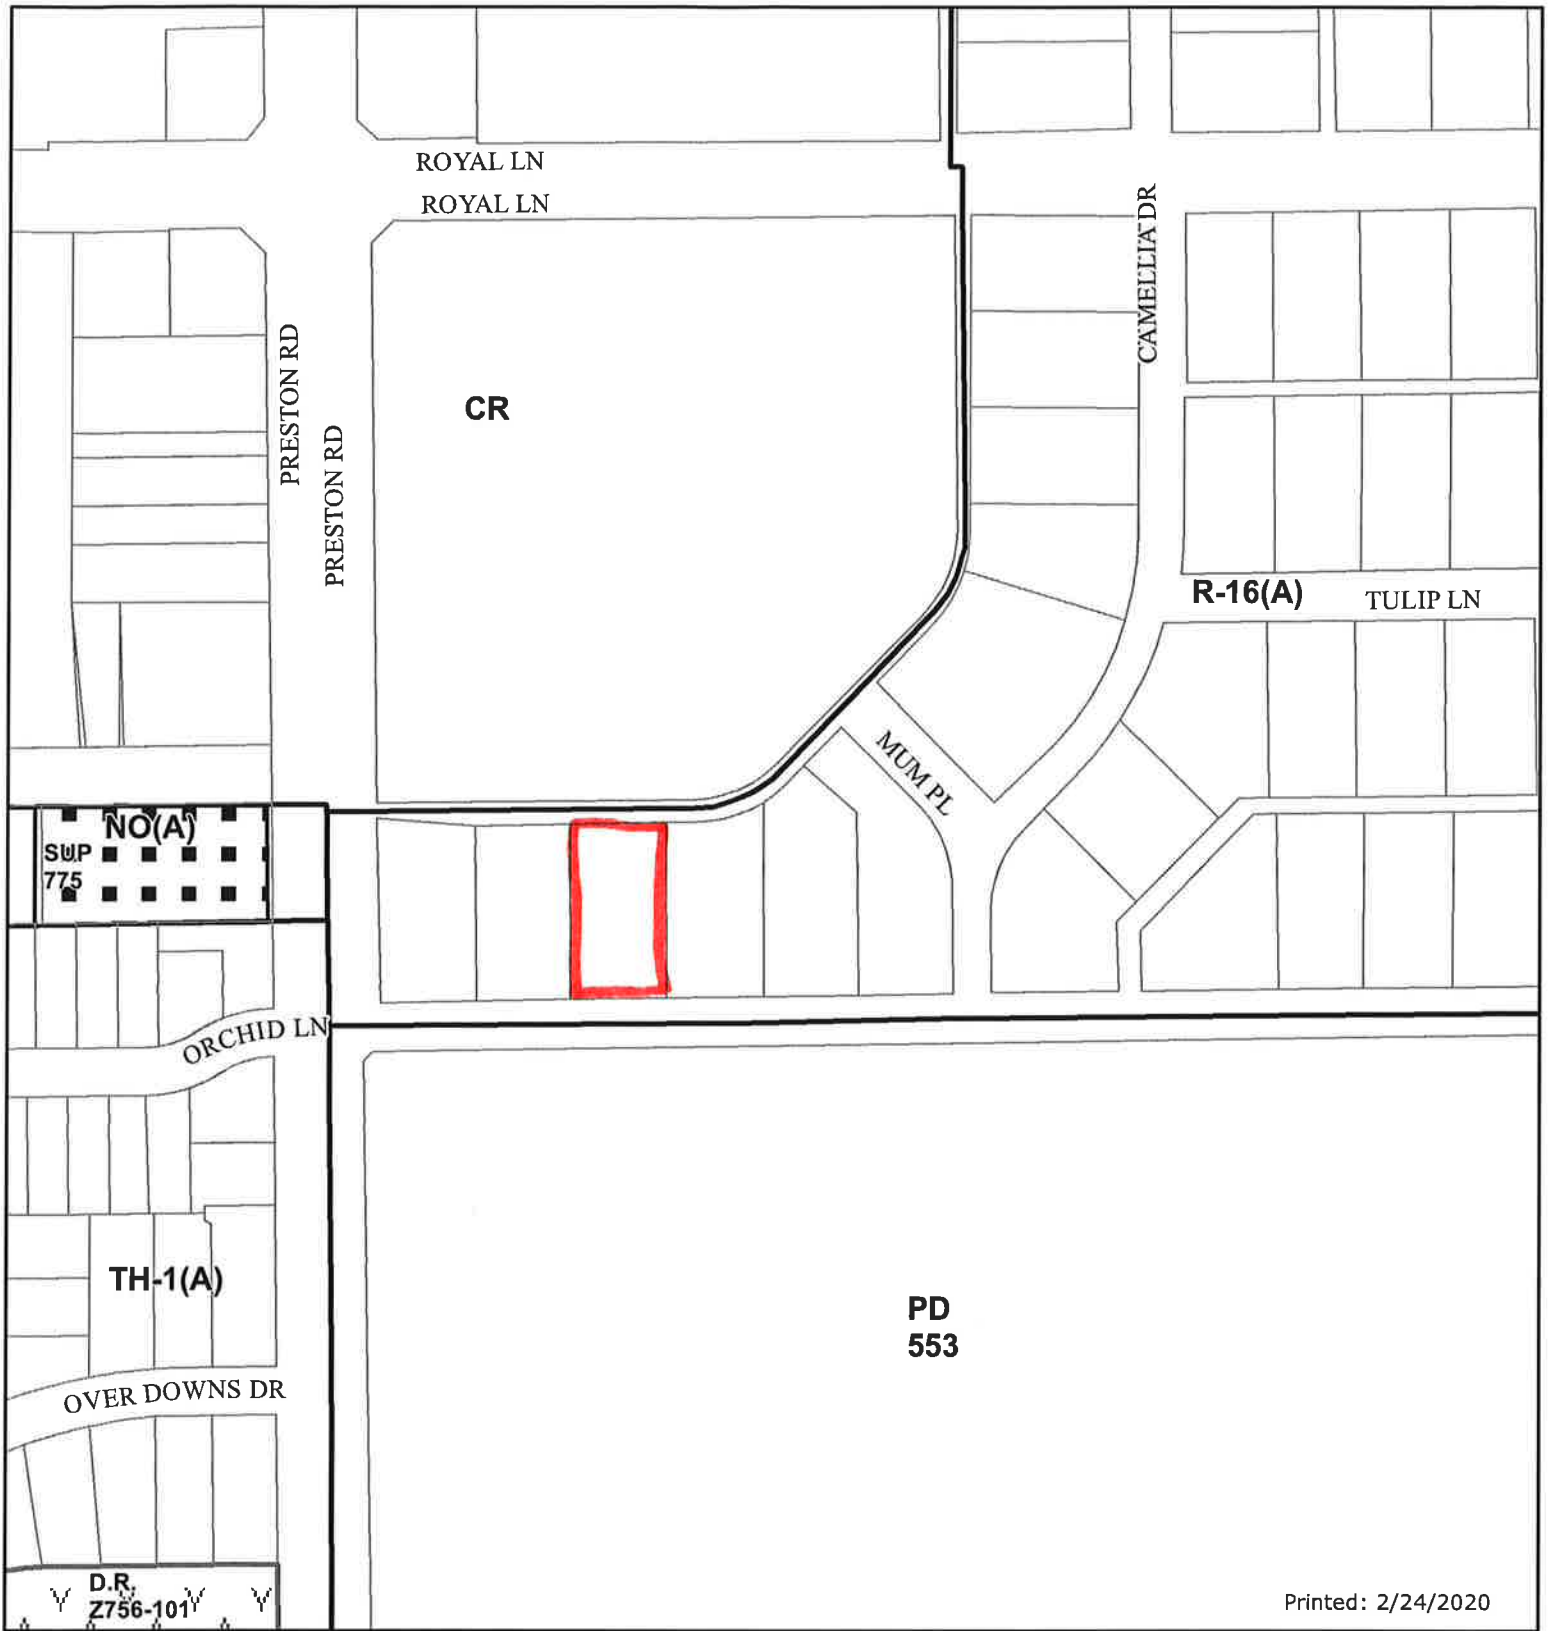 ROYAL LN
ROYAL LN
CAMELLIA DR
PRESTON RD
PRESTON RD
CR
R-16(A)
TULIP LN
MUM PL
NO(A)
SUP
775
ORCHID LN
TH-1(A)
PD
553
OVER DOWNS DR
D.R.
Z756-101
Printed: 2/24/2020